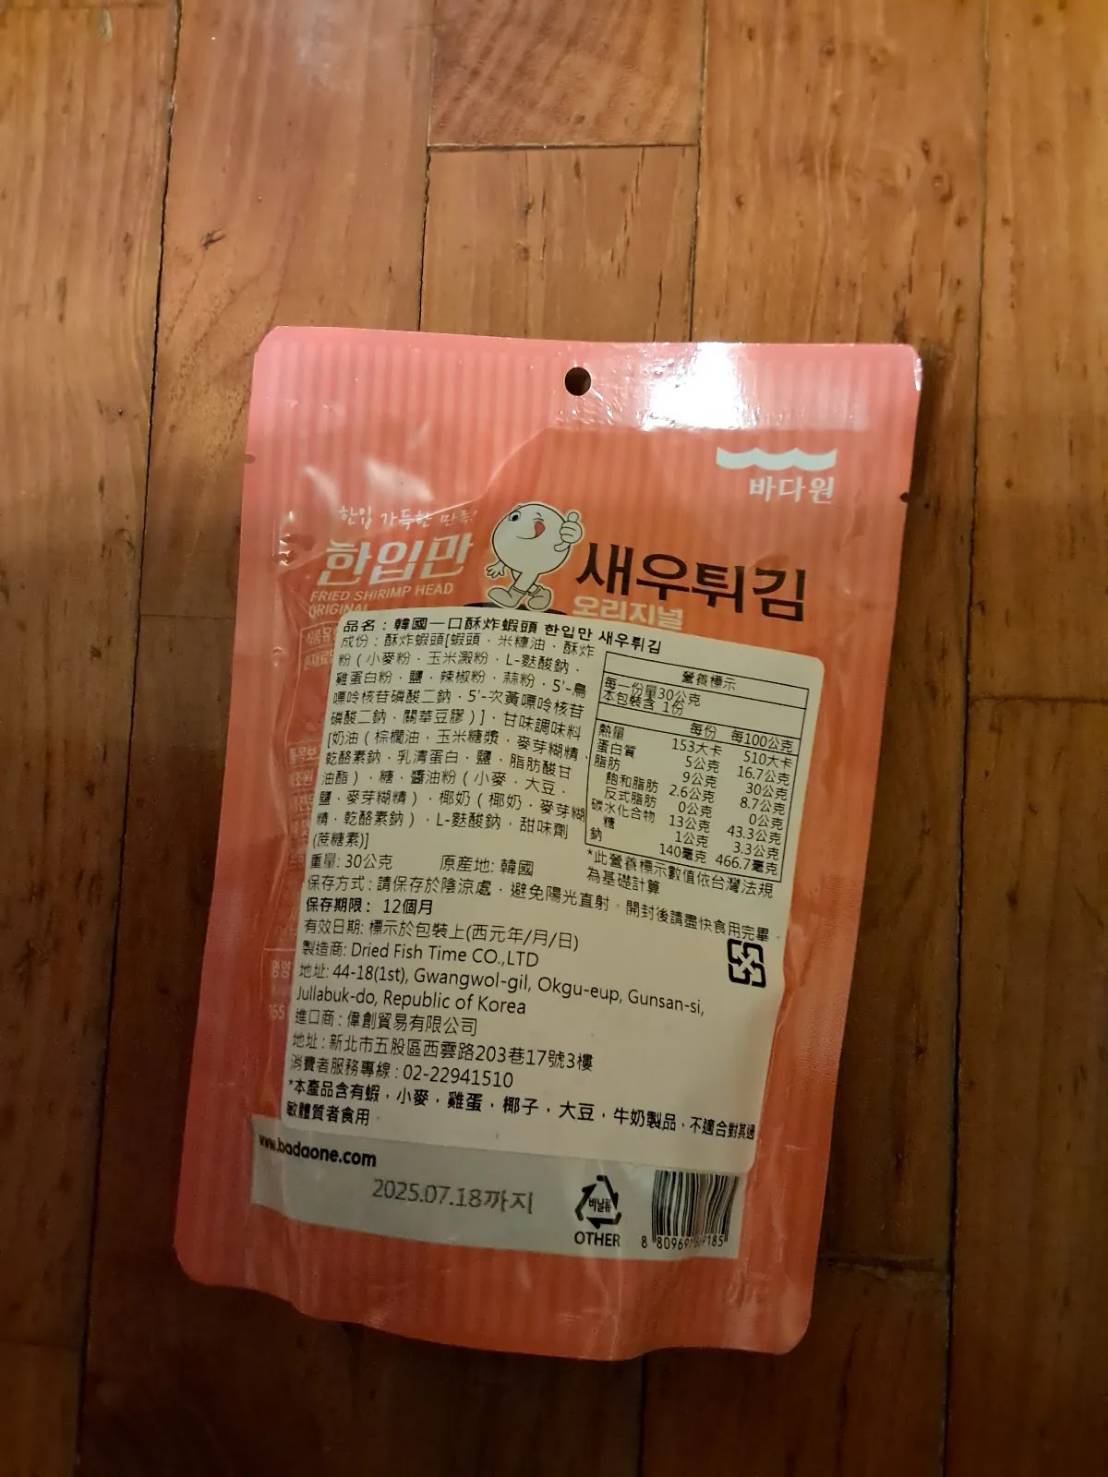 바다원
한입 가득한 만족!
한입만
새우튀김
FRIED SHIRIMP HEAD
ORIGINAL
오리지널
品名：韓國一口酥炸蝦頭 한입만 새우튀김
成份：酥炸蝦頭[蝦頭．米糠油．酥炸
粉（小麥粉．玉米澱粉．L-麩酸鈉．
雞蛋白粉．鹽．辣椒粉．蒜粉．5'-鳥
嘌呤核苷磷酸二鈉．5'-次黃嘌呤核苷
磷酸二鈉．關華豆膠）]．甘味調味料
[奶油（棕櫚油．玉米糖漿．麥芽糊精．
乾酪素鈉．乳清蛋白．鹽．脂肪酸甘
油酯）．糖．醬油粉（小麥．大豆．
鹽．麥芽糊精）．椰奶（椰奶．麥芽糊
精．乾酪素鈉）．L-麩酸鈉．甜味劑
(蔗糖素)]
營養標示
每一份量30公克
本包裝含 1份
每份 每100公克
熱量 153大卡 510大卡
蛋白質 5公克 16.7公克
脂肪 9公克 30公克
飽和脂肪 2.6公克 8.7公克
反式脂肪 0公克 0公克
碳水化合物 13公克 43.3公克
糖 1公克 3.3公克
鈉 140毫克 466.7毫克
*此營養標示數值依台灣法規
為基礎計算
重量: 30公克 原產地: 韓國
保存方式：請保存於陰涼處．避免陽光直射．開封後請盡快食用完畢．
保存期限： 12個月
有效日期: 標示於包裝上(西元年/月/日)
製造商: Dried Fish Time CO.,LTD
地址: 44-18(1st), Gwangwol-gil, Okgu-eup, Gunsan-si,
Jullabuk-do, Republic of Korea
進口商：偉創貿易有限公司
地址：新北市五股區西雲路203巷17號3樓
消費者服務專線：02-22941510
*本產品含有蝦．小麥．雞蛋．椰子．大豆．牛奶製品．不適合對其過
敏體質者食用．
www.badaone.com
2025.07.18까지
비닐류
OTHER